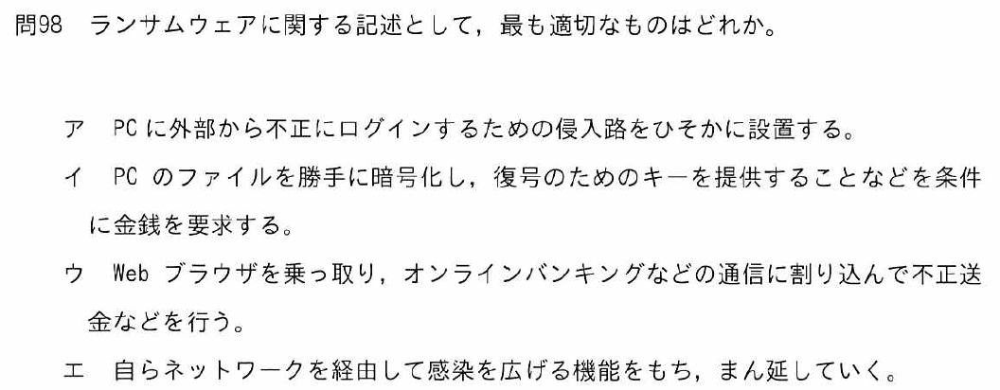 問98 ランサムウェアに関する記述として，最も適切なものはどれか。
ア PCに外部から不正にログインするための侵入路をひそかに設置する。
イ PC のファイルを勝手に暗号化し，復号のためのキーを提供することなどを条件
に金銭を要求する。
ウ Web ブラウザを乗っ取り，オンラインバンキングなどの通信に割り込んで不正送
金などを行う。
エ 自らネットワークを経由して感染を広げる機能をもち，まん延していく。